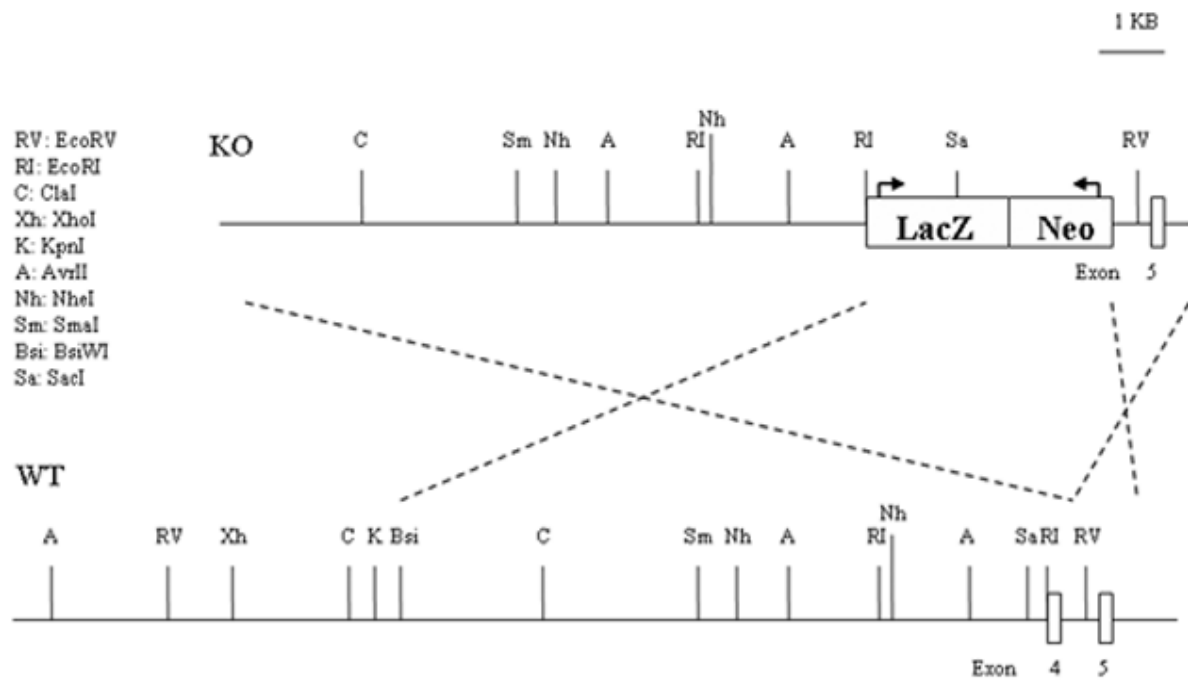 1 KB
RV: EcoRV
RI: EcoRI
C: ClaI
Xh: XhoI
K: KpnI
A: AvrII
Nh: NheI
Sm: SmaI
Bsi: BsiWI
Sa: SacI
KO
C Sm Nh A RI Nh A RI Sa RV
LacZ Neo
Exon 5
WT
A RV Xh C K Bsi C Sm Nh A RI Nh A Sa RI RV
Exon 4 5